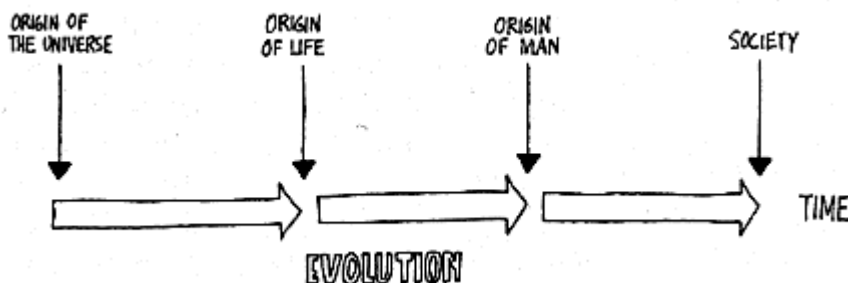 ORIGIN OF
THE UNIVERSE
ORIGIN
OF LIFE
ORIGIN
OF MAN
SOCIETY
TIME
EVOLUTION